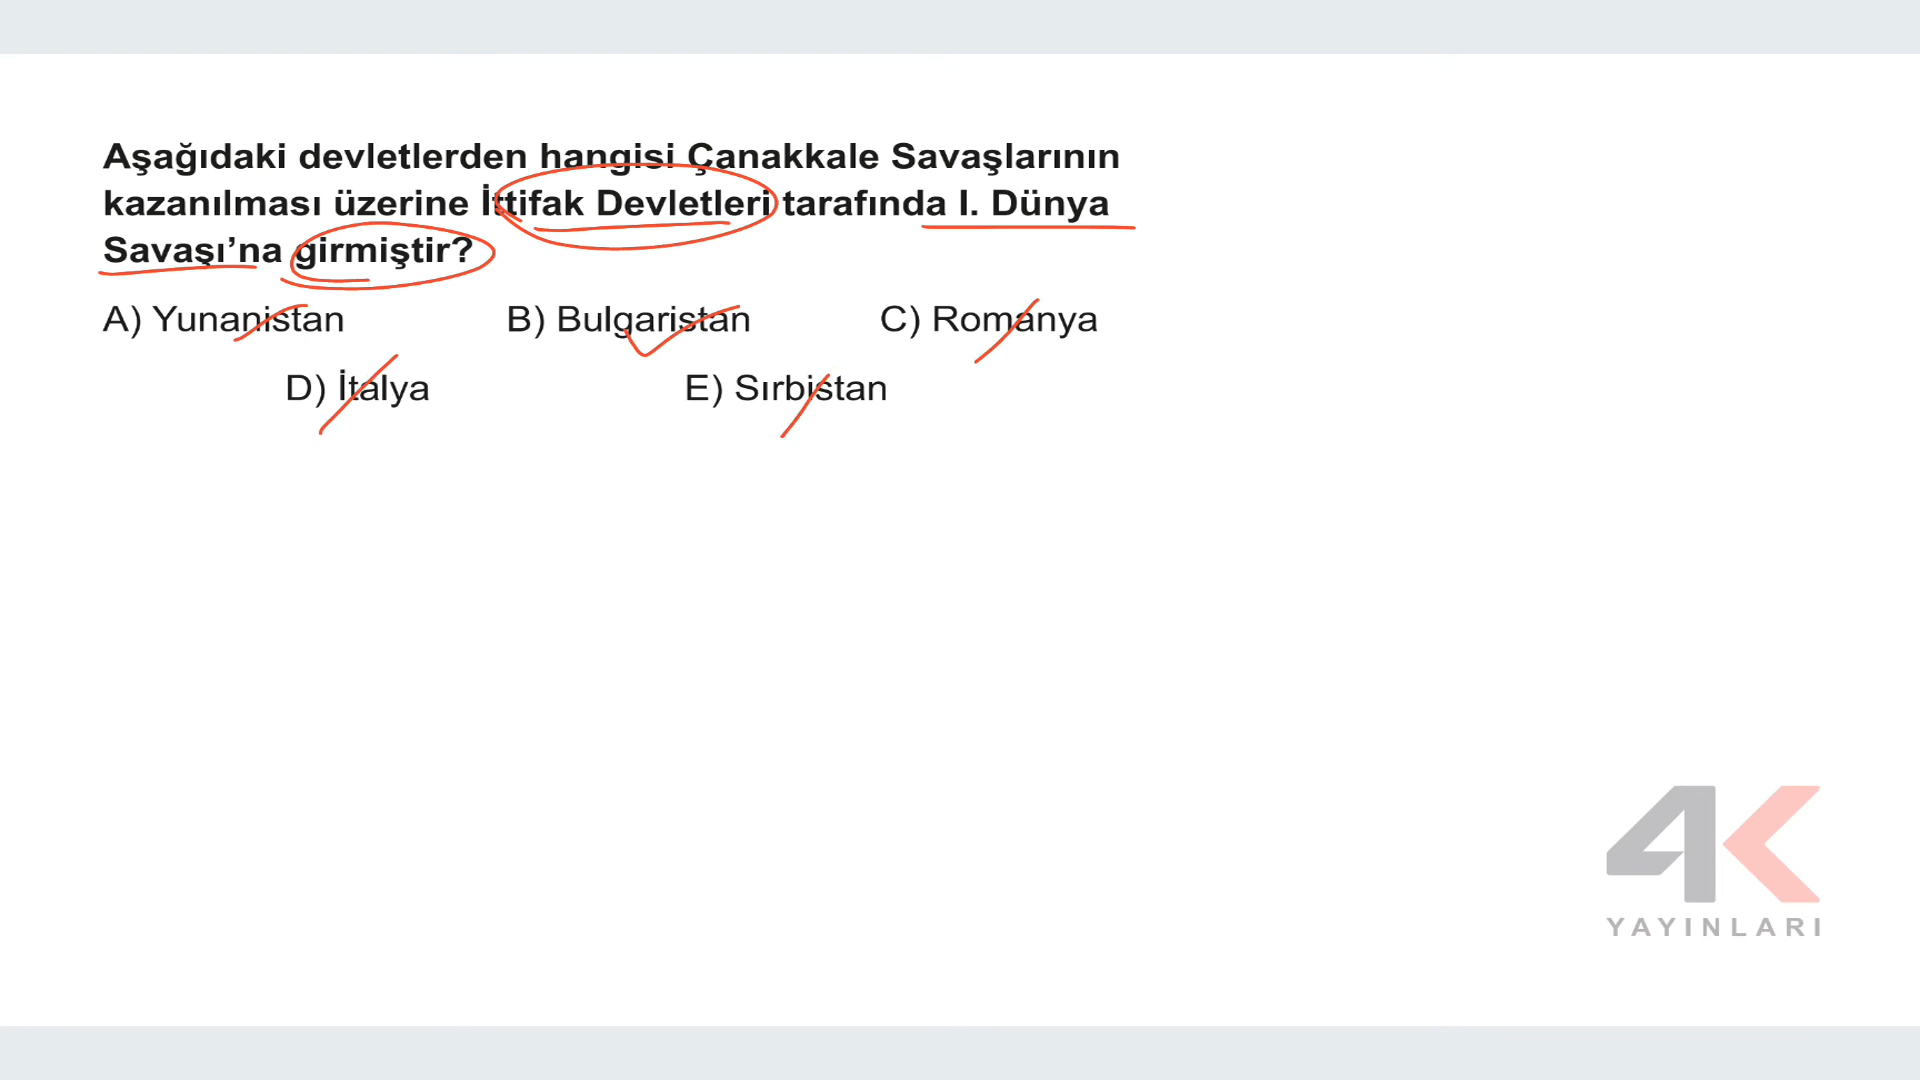 Aşağıdaki devletlerden hangisi Çanakkale Savaşlarının
kazanılması üzerine İttifak Devletleri tarafında I. Dünya
Savaşı’na girmiştir?
A) Yunanistan B) Bulgaristan C) Romanya
D) İtalya E) Sırbistan
4K
YAYINLARI